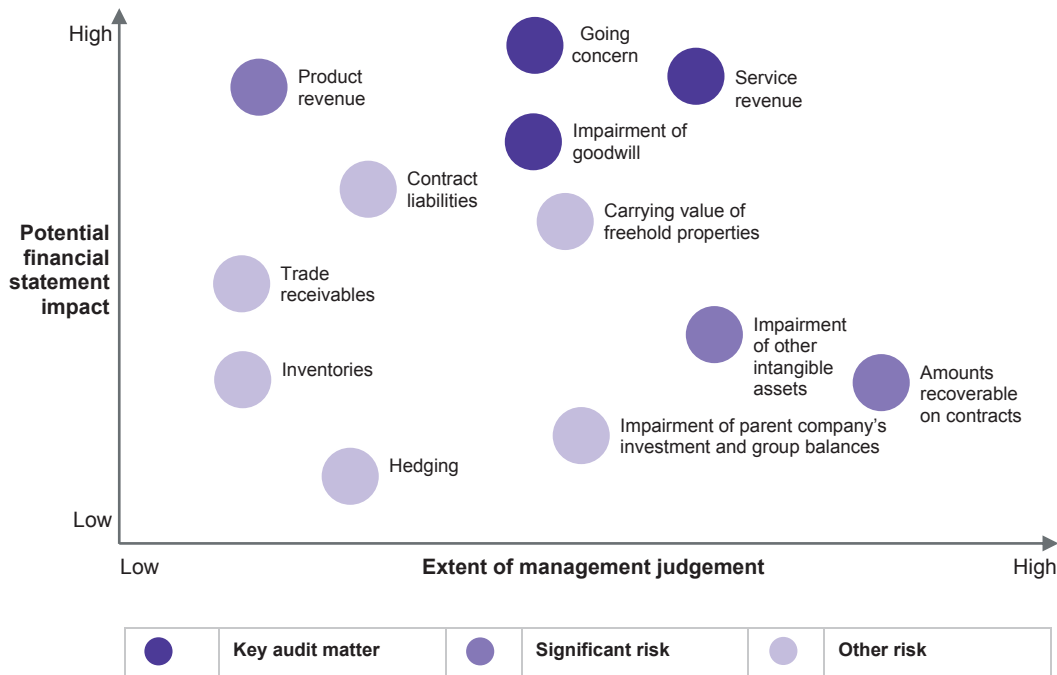 High
Going
concern
Service
revenue
Product
revenue
Impairment of
goodwill
Contract
liabilities
Carrying value of
freehold properties
Potential
financial
statement
impact
Trade
receivables
Impairment
of other
intangible
assets
Inventories
Amounts
recoverable
on contracts
Impairment of parent company's
investment and group balances
Hedging
Low
Low
Extent of management judgement
High
Key audit matter
Significant risk
Other risk